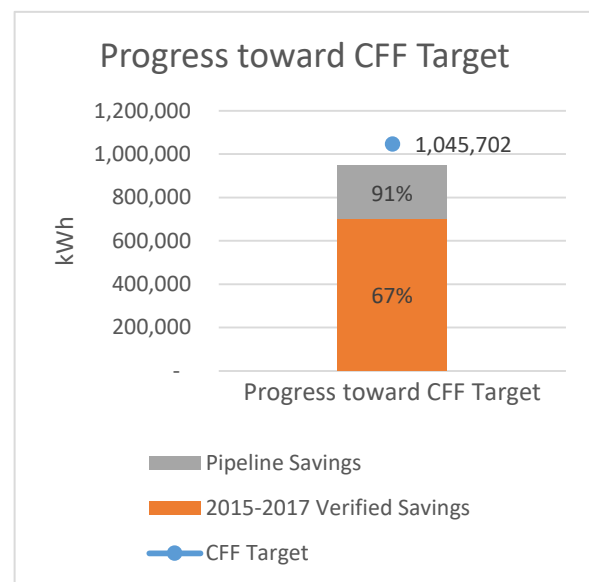 Progress toward CFF Target
1,200,000
1,000,000
800,000
600,000
400,000
200,000
-
kWh
1,045,702
91%
67%
Progress toward CFF Target
Pipeline Savings
2015-2017 Verified Savings
CFF Target